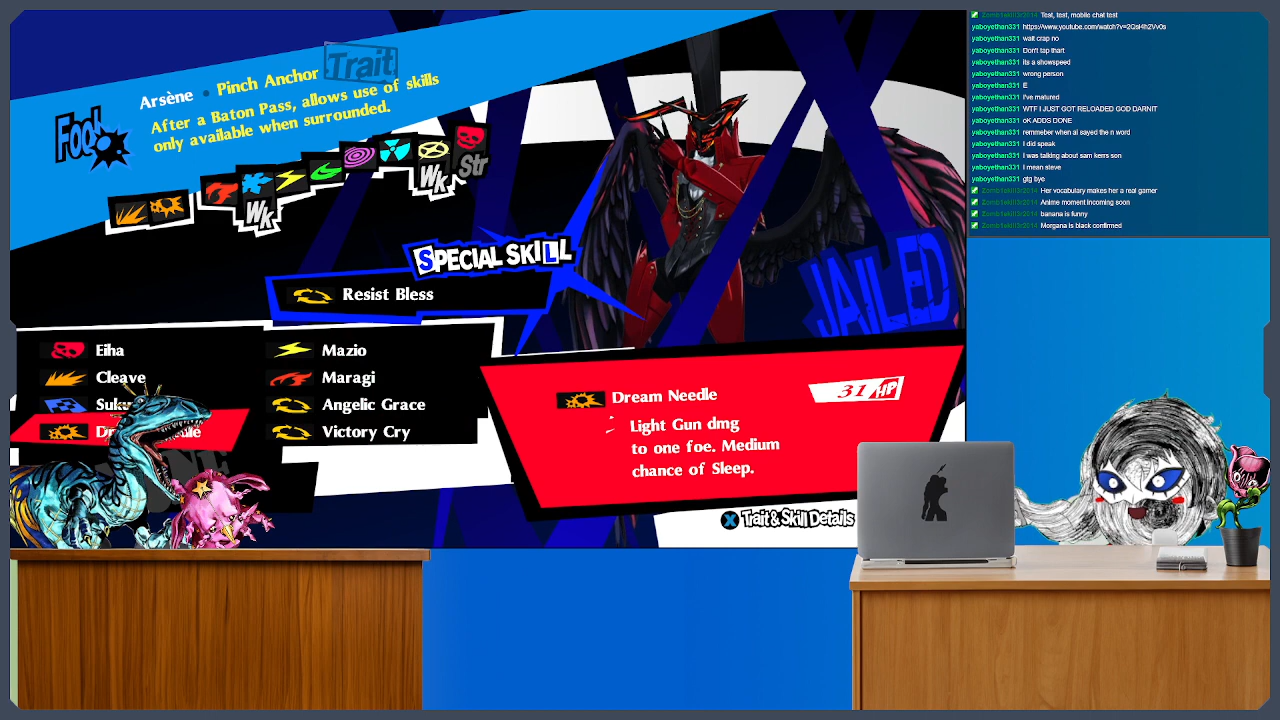 Fool
Arsène • Pinch Anchor Trait
After a Baton Pass, allows use of skills
only available when surrounded.
Wk
Wk
Str
SPECIAL SKILL
Resist Bless
JAILED
Eiha
Mazio
Cleave
Maragi
Angelic Grace
Victory Cry
Dream Needle
31 HP
Light Gun dmg
to one foe. Medium
chance of Sleep.
X Trait & Skill Details
Test, test, mobile chat test
yaboyethan331 wait crap no
yaboyethan331 Don't tap thart
yaboyethan331 its a showspeed
yaboyethan331 wrong person
yaboyethan331 E
yaboyethan331 I've matured
yaboyethan331 WTF I JUST GOT RELOADED GOD DARNIT
yaboyethan331 oK ADDS DONE
yaboyethan331 remmeber when ai sayed the n word
yaboyethan331 I did speak
yaboyethan331 I was talking about sam kerrs son
yaboyethan331 I mean steve
yaboyethan331 gtg bye
Her vocabulary makes her a real gamer
Anime moment incoming soon
banana is funny
Morgana is black confirmed